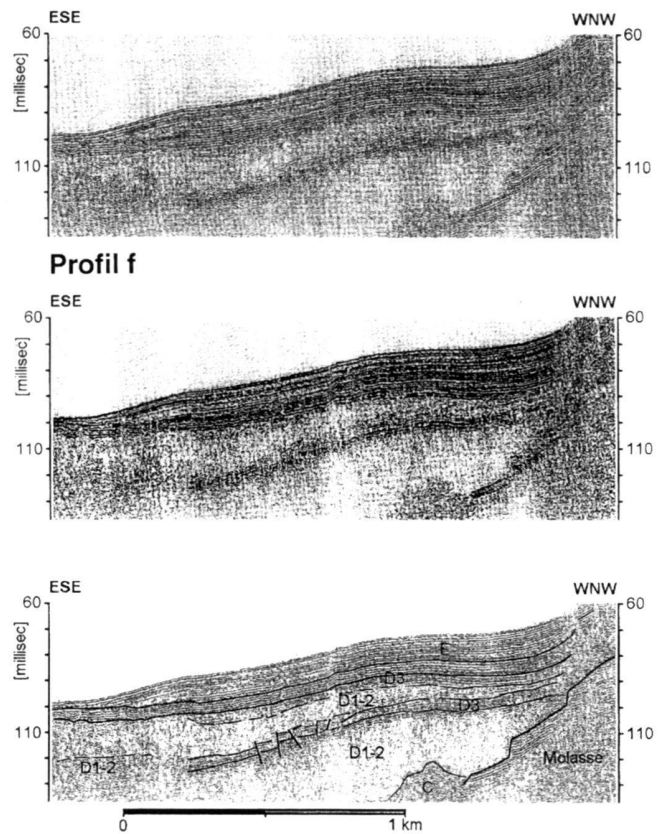 ESE WNW
60 60
[millisec]
110 110
Profil f
ESE WNW
60 60
[millisec]
110 110
ESE WNW
60 60
[millisec]
E
D3
D1-2 D3
110 110
D1-2 D1-2 Molasse
C
0 1 km